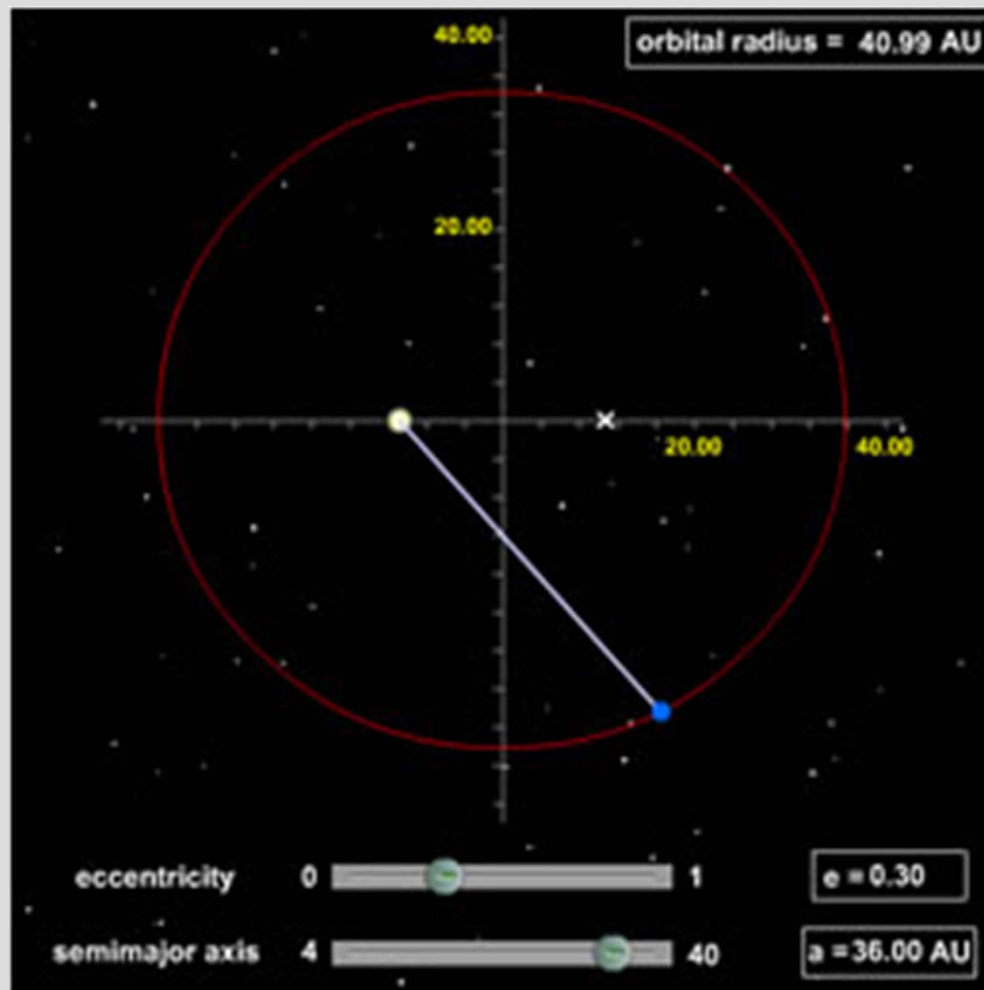 orbital radius = 40.99 AU
40.00
20.00
20.00
40.00
eccentricity 0 1 e = 0.30
semimajor axis 4 40 a = 36.00 AU